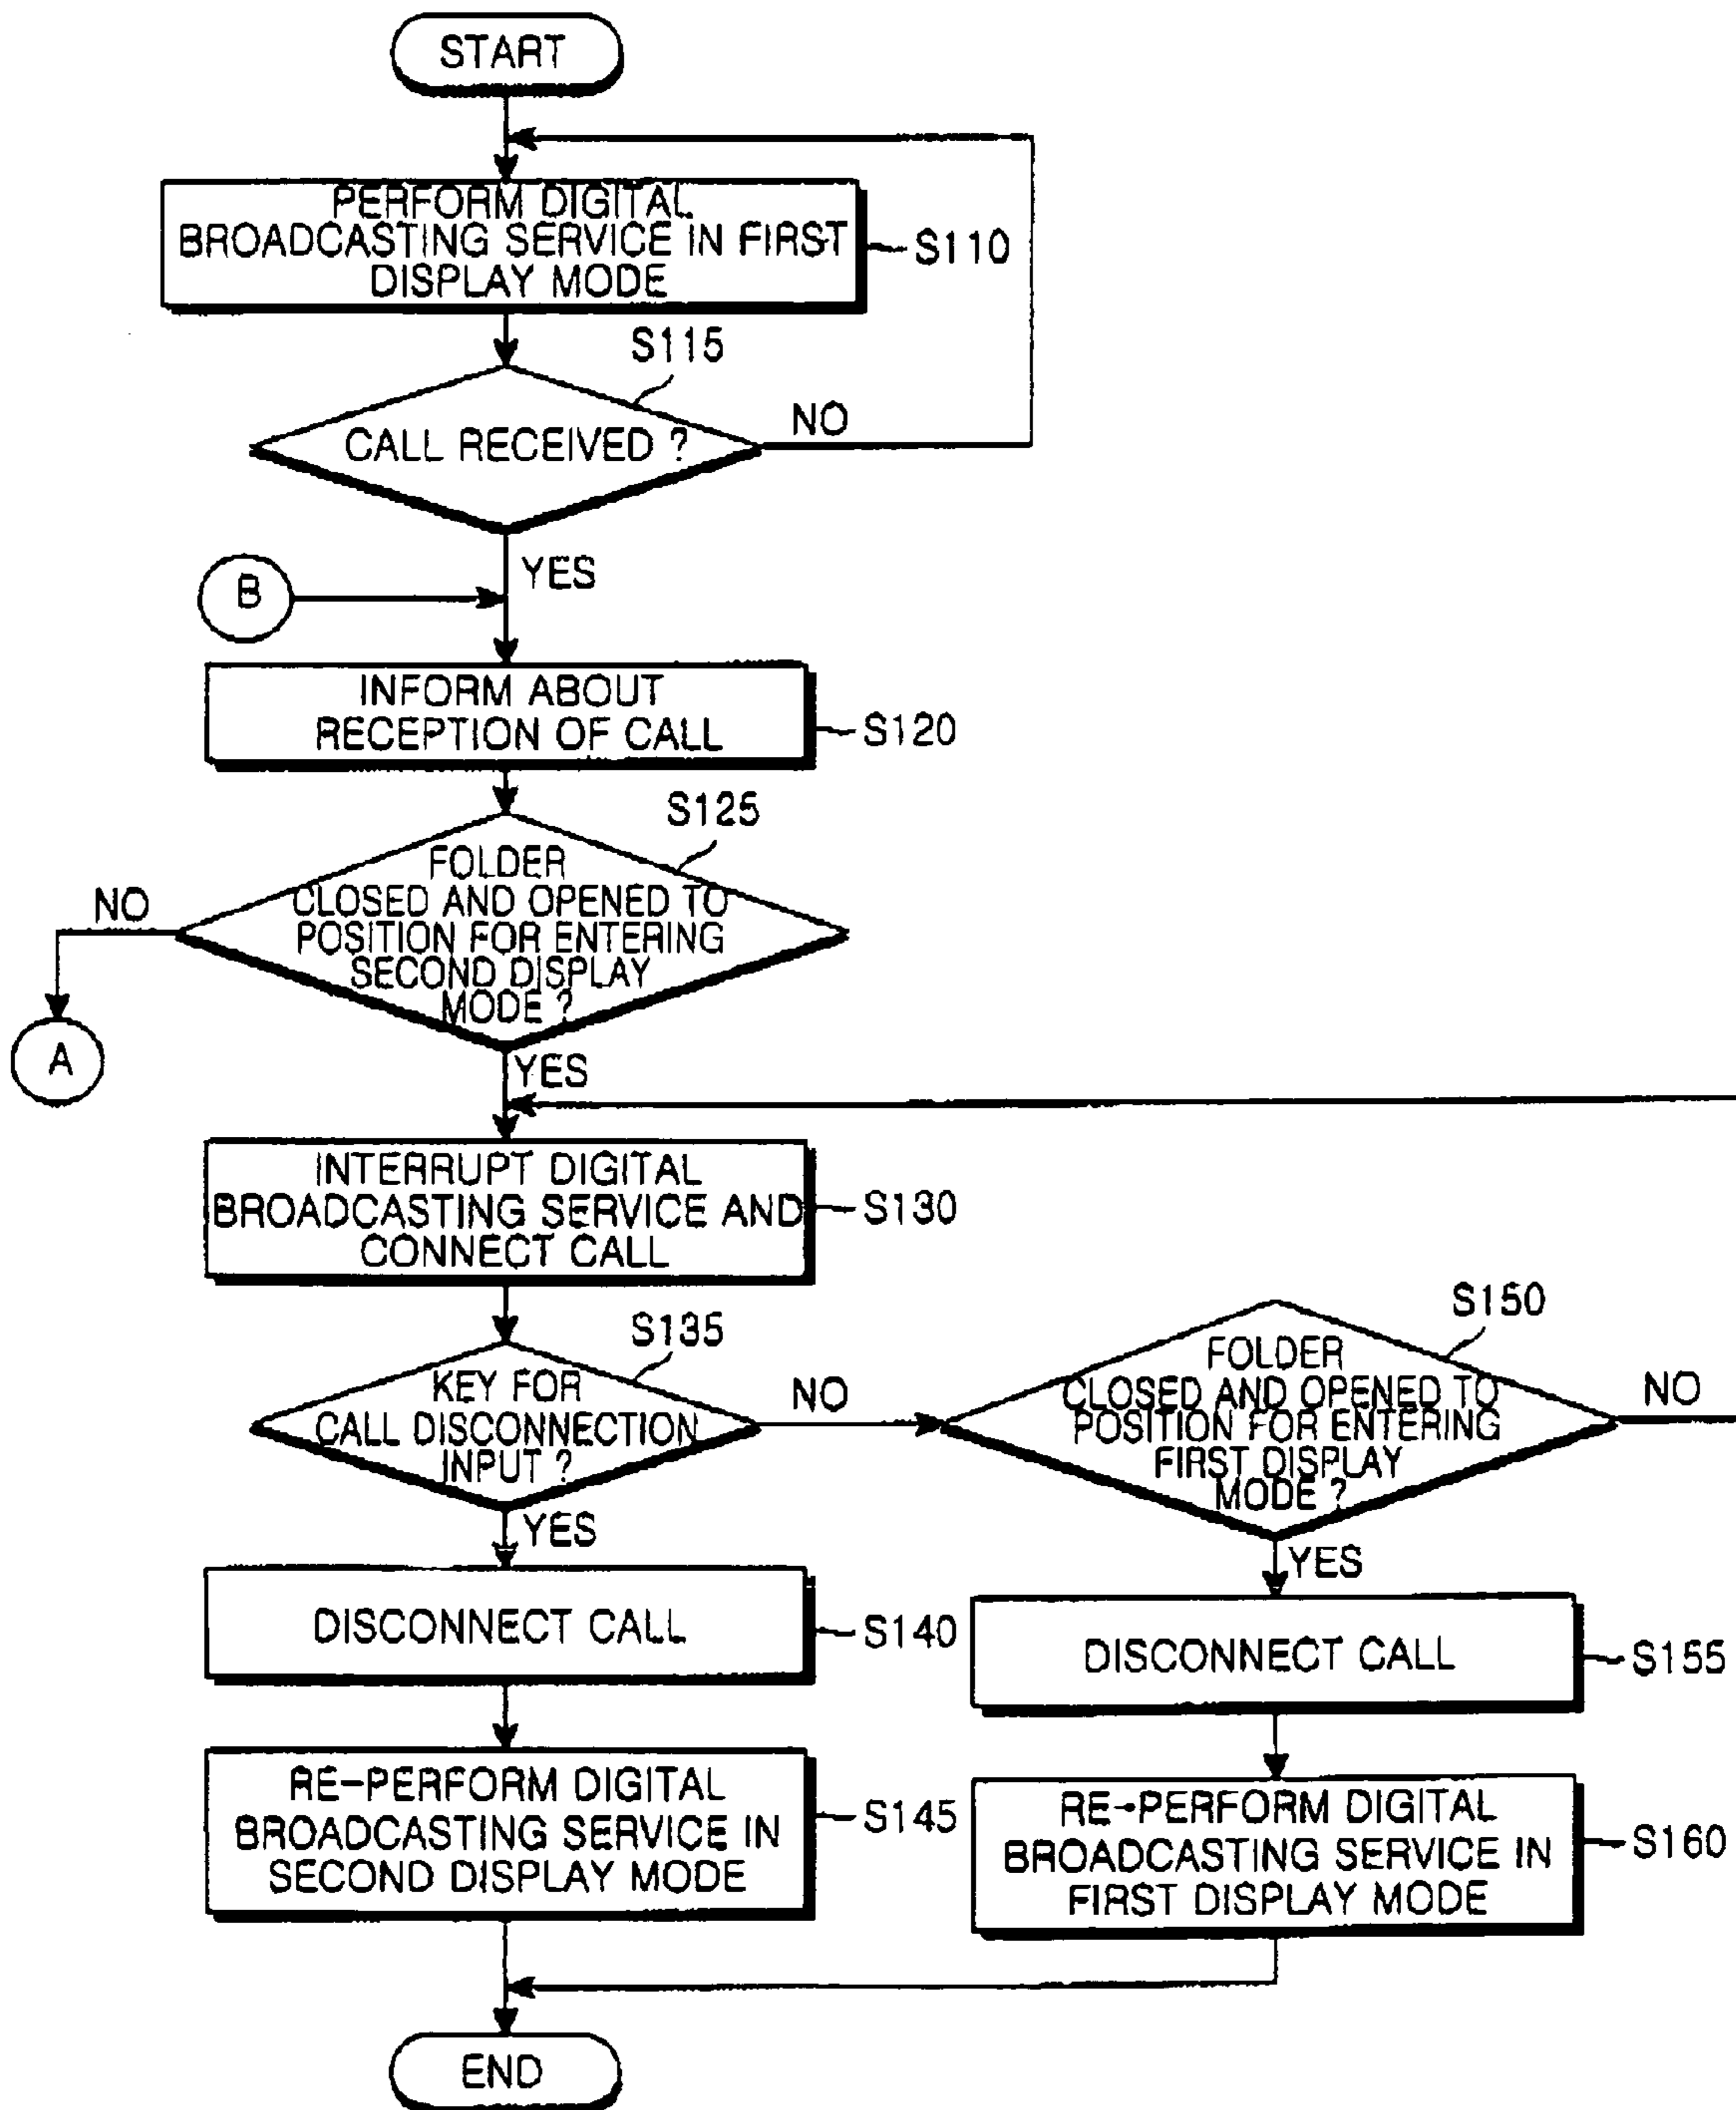 START
PERFORM DIGITAL
BROADCASTING SERVICE IN FIRST
DISPLAY MODE
S110
S115
CALL RECEIVED ?
NO
YES
B
INFORM ABOUT
RECEPTION OF CALL
S120
S125
FOLDER
CLOSED AND OPENED TO
POSITION FOR ENTERING
SECOND DISPLAY
MODE ?
NO
A
YES
INTERRUPT DIGITAL
BROADCASTING SERVICE AND
CONNECT CALL
S130
S135
KEY FOR
CALL DISCONNECTION
INPUT ?
NO
S150
FOLDER
CLOSED AND OPENED TO
POSITION FOR ENTERING
FIRST DISPLAY
MODE ?
NO
YES
DISCONNECT CALL
S140
YES
DISCONNECT CALL
S155
RE-PERFORM DIGITAL
BROADCASTING SERVICE IN
SECOND DISPLAY MODE
S145
RE-PERFORM DIGITAL
BROADCASTING SERVICE IN
FIRST DISPLAY MODE
S160
END